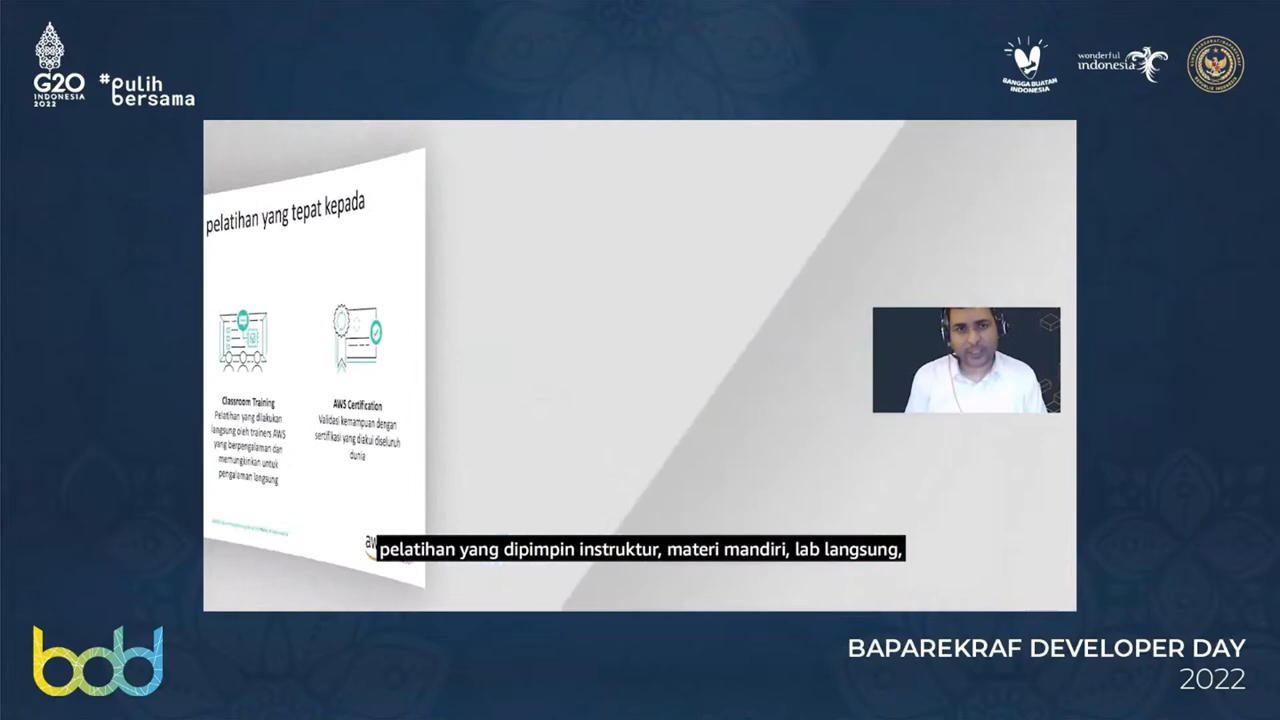 G20
INDONESIA
2022
#pulih
bersama
BANGGA BUATAN
INDONESIA
wonderful
indonesia
pelatihan yang tepat kepada
Classroom Training
Pelatihan yang dilakukan
langsung oleh trainers AWS
yang berpengalaman dan
memungkinkan untuk
pengalaman langsung
AWS Certification
Validasi kemampuan dengan
sertifikasi yang diakui diseluruh
dunia
pelatihan yang dipimpin instruktur, materi mandiri, lab langsung,
bdd
BAPAREKRAF DEVELOPER DAY
2022